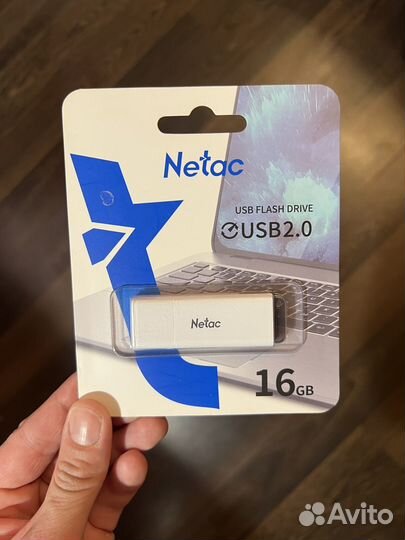 Netac
USB FLASH DRIVE
USB2.0
Netac
16GB
Avito